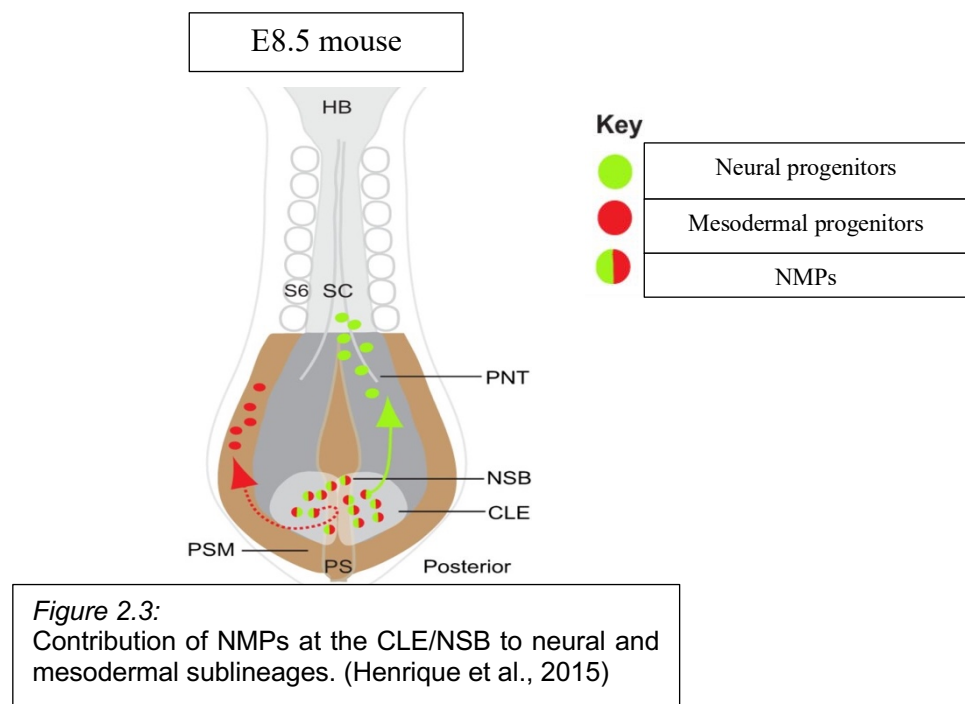 E8.5 mouse
HB
Key
Neural progenitors
Mesodermal progenitors
NMPs
S6 SC
PNT
NSB
CLE
PSM
PS
Posterior
Figure 2.3:
Contribution of NMPs at the CLE/NSB to neural and
mesodermal sublineages. (Henrique et al., 2015)